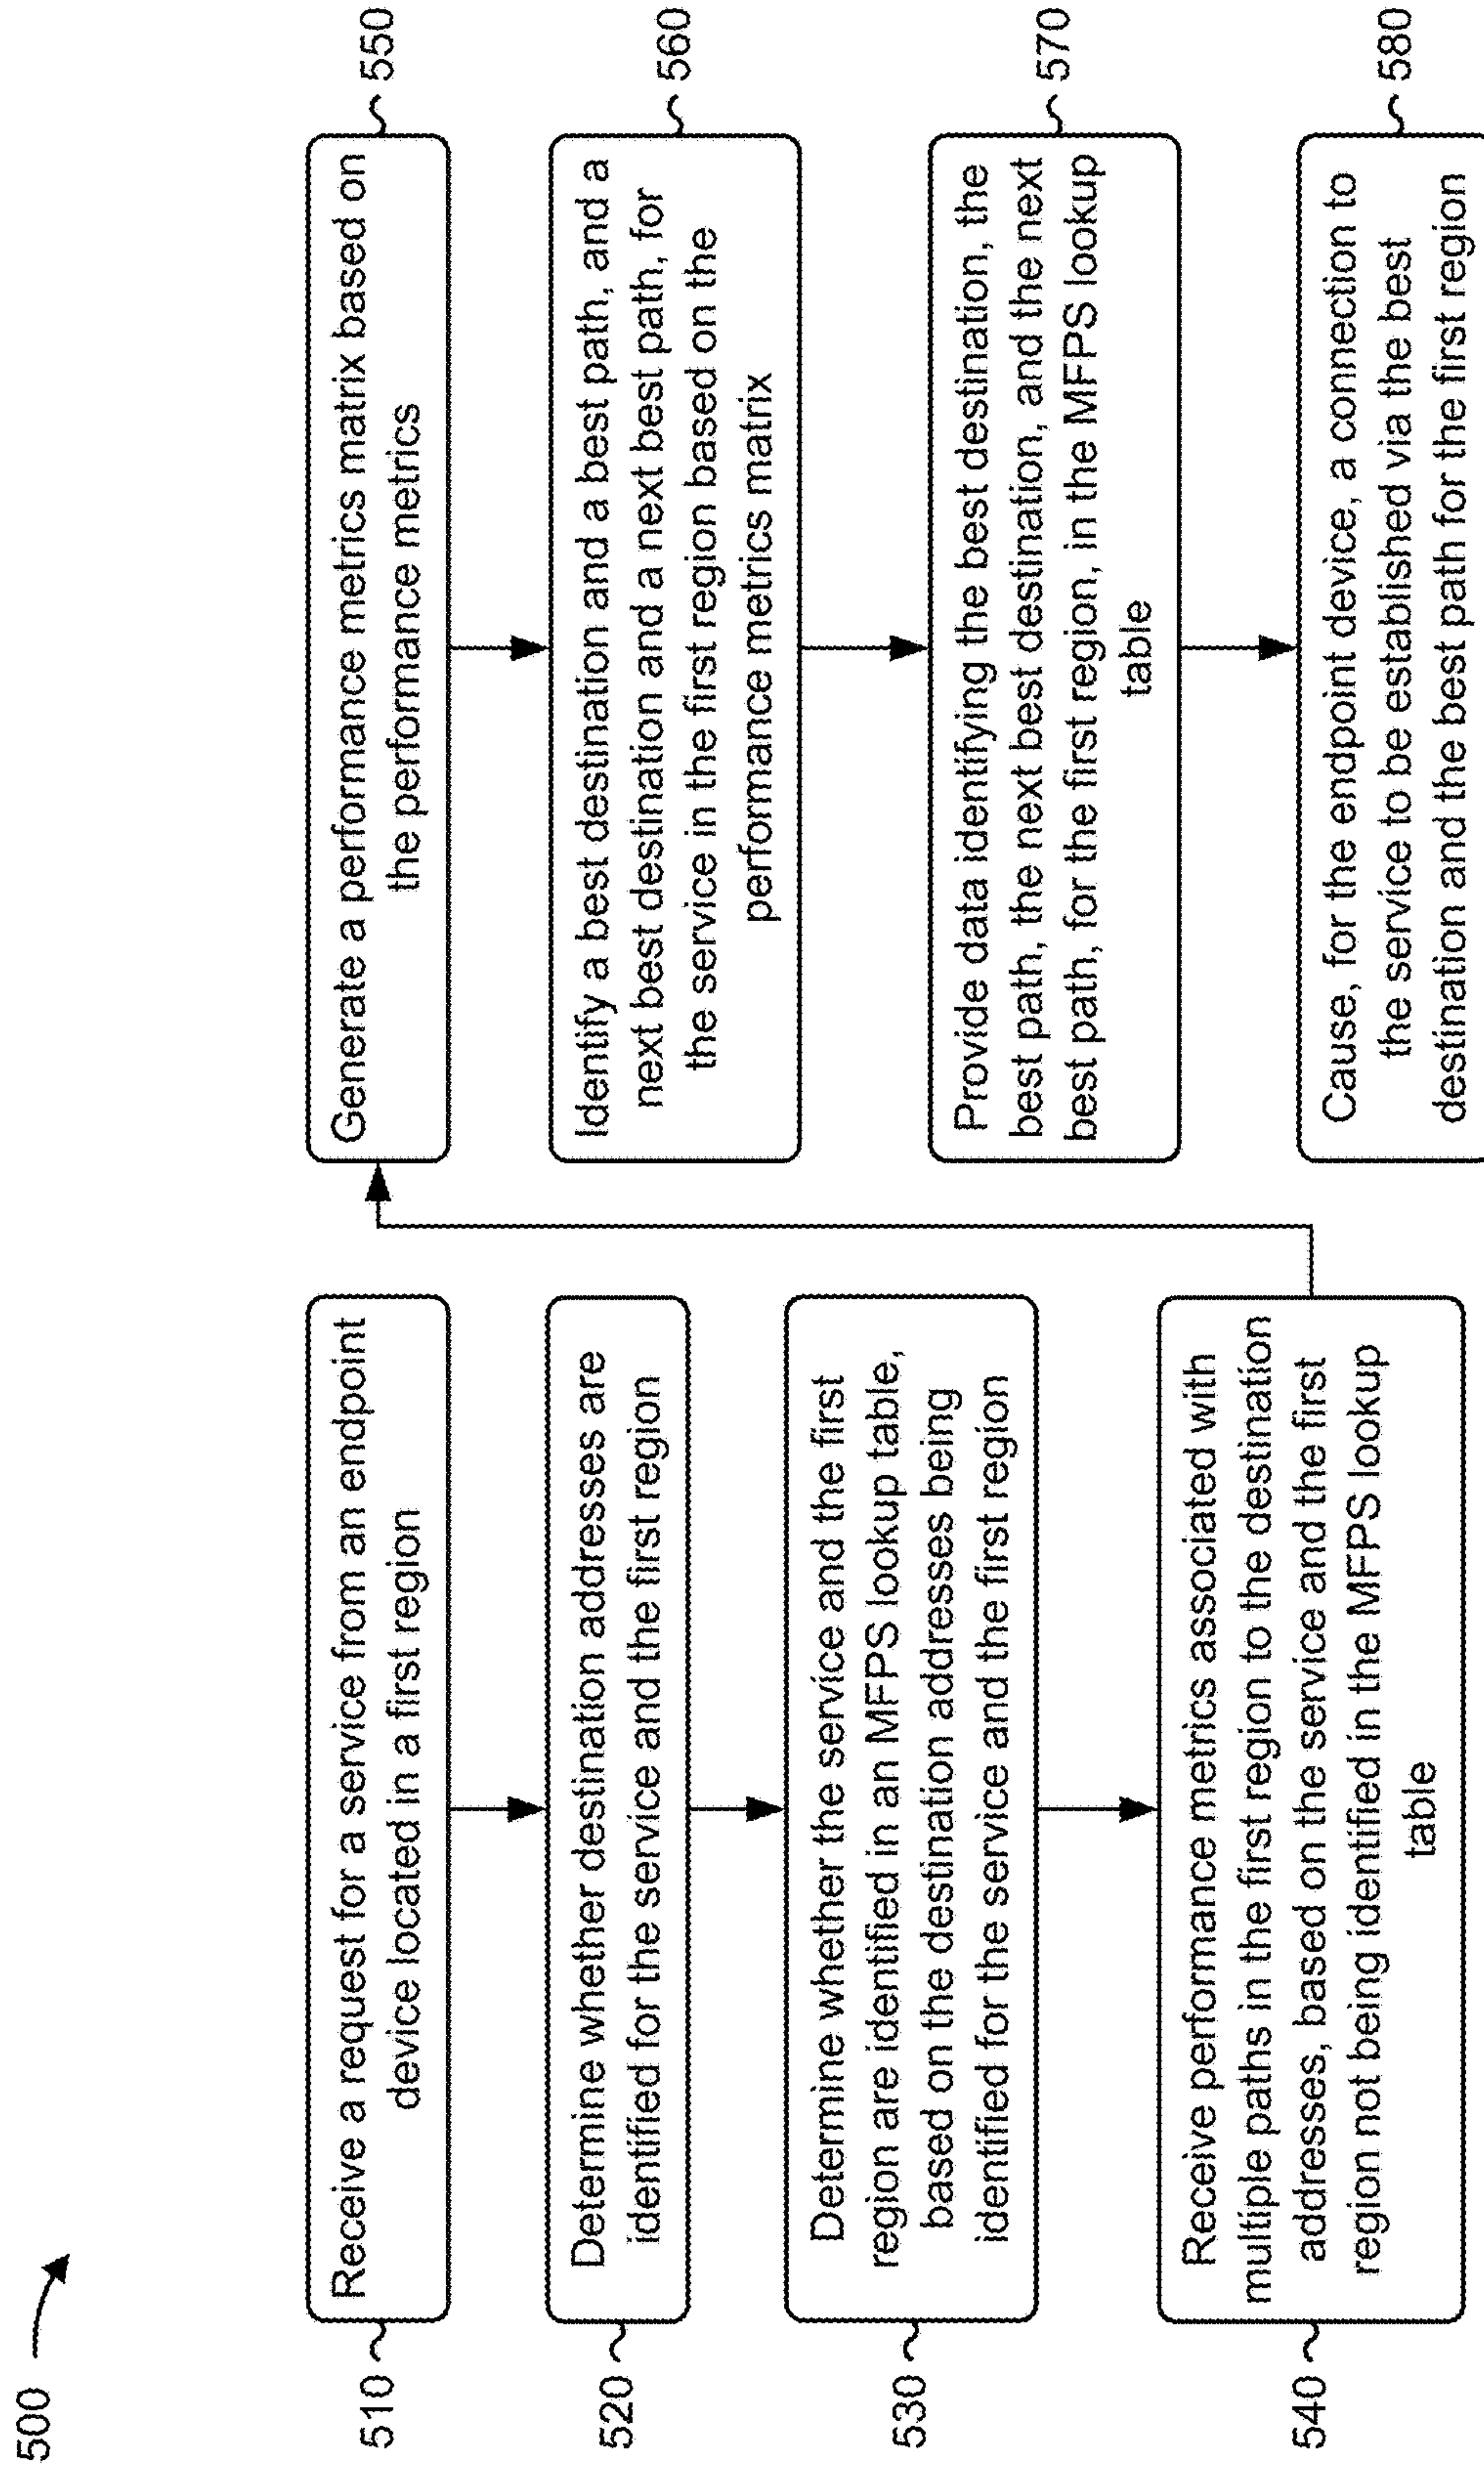 500
510
Receive a request for a service from an endpoint
device located in a first region
520
Determine whether destination addresses are
identified for the service and the first region
530
Determine whether the service and the first
region are identified in an MFPS lookup table,
based on the destination addresses being
identified for the service and the first region
540
Receive performance metrics associated with
multiple paths in the first region to the destination
addresses, based on the service and the first
region not being identified in the MFPS lookup
table
550
Generate a performance metrics matrix based on
the performance metrics
560
Identify a best destination and a best path, and a
next best destination and a next best path, for
the service in the first region based on the
performance metrics matrix
570
Provide data identifying the best destination, the
best path, the next best destination, and the next
best path, for the first region, in the MFPS lookup
table
580
Cause, for the endpoint device, a connection to
the service to be established via the best
destination and the best path for the first region